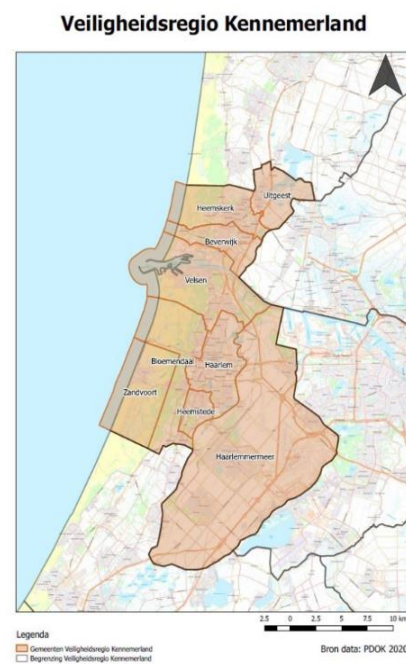 Veiligheidsregio Kennemerland
Uitgeest
Heemskerk
Beverwijk
Velsen
Bloemendaal
Haarlem
Zandvoort
Heemstede
Haarlemmermeer
Legenda
Gemeenten Veiligheidsregio Kennemerland
Begrenzing Veiligheidsregio Kennemerland
2.5 0 2.5 5 7.5 10 km
Bron data: PDOK 2020